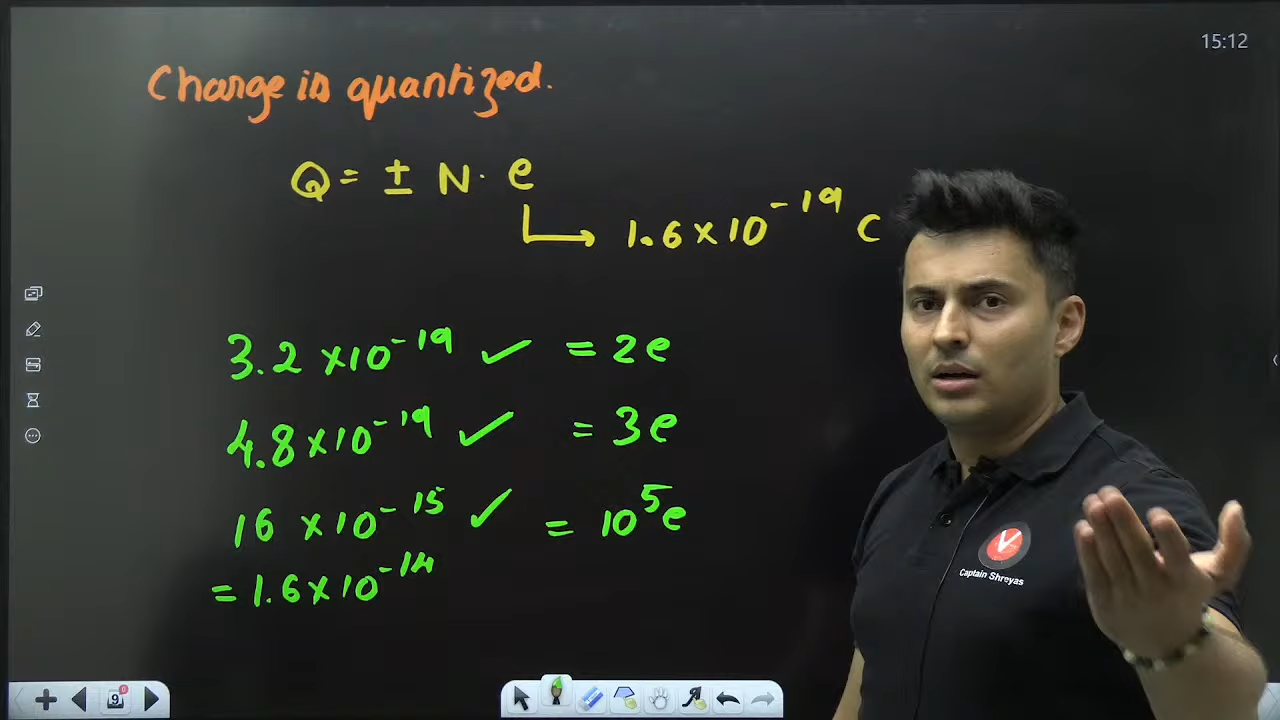 15:12
Charge is quantized.
Q = ± N · e
1.6 × 10⁻¹⁹ C
3.2 × 10⁻¹⁹ ✓ = 2e
4.8 × 10⁻¹⁹ ✓ = 3e
16 × 10⁻¹⁵ ✓ = 10⁵e
= 1.6 × 10⁻¹⁴
V
Captain Shreyas
9